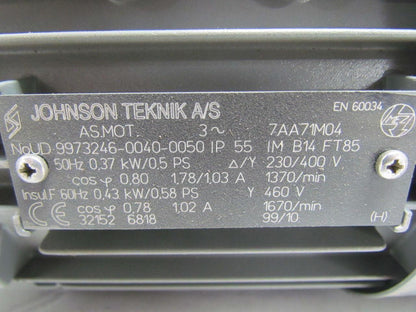 JOHNSON TEKNIK A/S EN 60034
AS.MOT. 3~ 7AA71M04
No UD 9973246-0040-0050 IP 55 IM B14 FT85
50Hz 0,37 kW/0,5 PS Δ/Y 230/400 V
cos φ 0.80 1.78/1.03 A 1370/min
Insul.F 60Hz 0,43 kW/0,58 PS Y 460 V
CE cos φ 0.78 1.02 A 1670/min
32152 6818 99/10. (H)